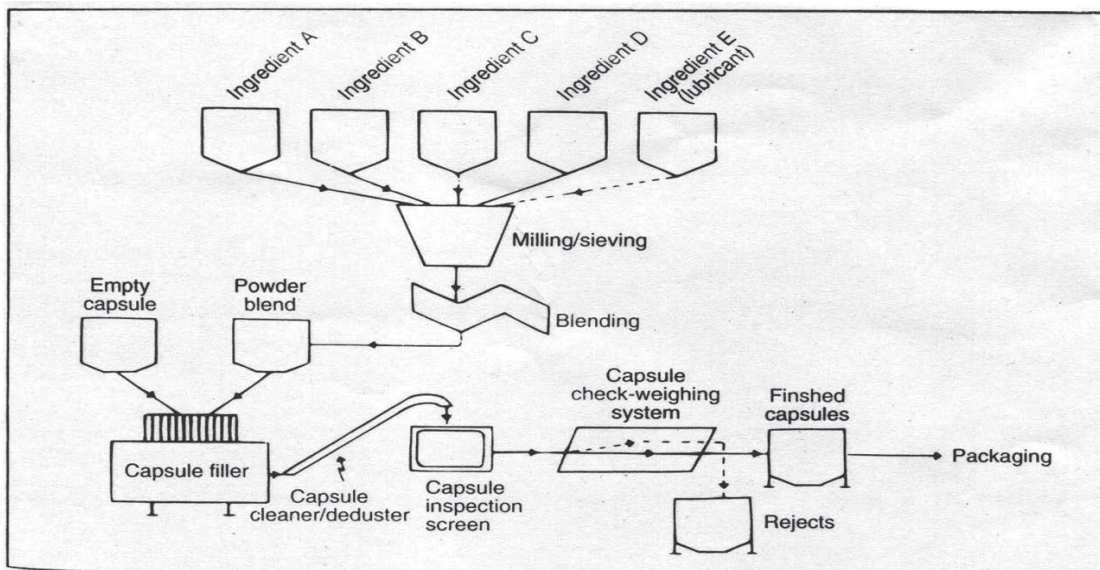 Ingredient A
Ingredient B
Ingredient C
Ingredient D
Ingredient E
(lubricant)
Milling/sieving
Empty
capsule
Powder
blend
Blending
Capsule
check-weighing
system
Finshed
capsules
Capsule filler
Packaging
Capsule
cleaner/deduster
Capsule
inspection
screen
Rejects